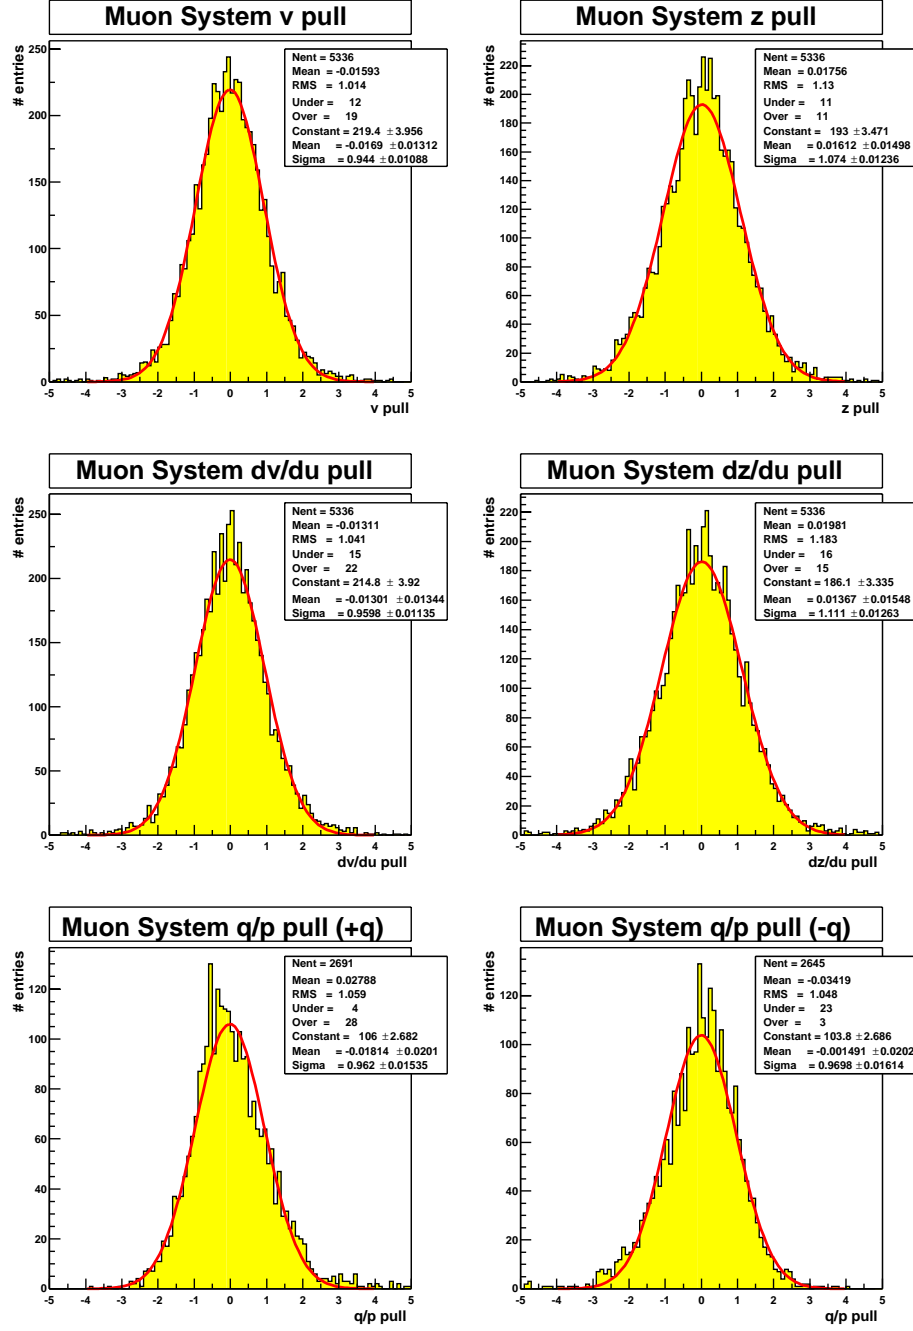 Muon System v pull
# entries
Nent = 5336
Mean = -0.01593
RMS = 1.014
Under = 12
Over = 19
Constant = 219.4 ± 3.956
Mean = -0.0169 ± 0.01312
Sigma = 0.944 ± 0.01088
250
200
150
100
50
0
-5 -4 -3 -2 -1 0 1 2 3 4 5
v pull
Muon System z pull
# entries
Nent = 5336
Mean = 0.01756
RMS = 1.13
Under = 11
Over = 11
Constant = 193 ± 3.471
Mean = 0.01612 ± 0.01498
Sigma = 1.074 ± 0.01236
220
200
180
160
140
120
100
80
60
40
20
0
-5 -4 -3 -2 -1 0 1 2 3 4 5
z pull
Muon System dv/du pull
# entries
Nent = 5336
Mean = -0.01311
RMS = 1.041
Under = 15
Over = 22
Constant = 214.8 ± 3.92
Mean = -0.01301 ± 0.01344
Sigma = 0.9598 ± 0.01135
250
200
150
100
50
0
-5 -4 -3 -2 -1 0 1 2 3 4 5
dv/du pull
Muon System dz/du pull
# entries
Nent = 5336
Mean = 0.01981
RMS = 1.183
Under = 16
Over = 15
Constant = 186.1 ± 3.335
Mean = 0.01367 ± 0.01548
Sigma = 1.111 ± 0.01263
220
200
180
160
140
120
100
80
60
40
20
0
-5 -4 -3 -2 -1 0 1 2 3 4 5
dz/du pull
Muon System q/p pull (+q)
# entries
Nent = 2691
Mean = 0.02788
RMS = 1.059
Under = 4
Over = 28
Constant = 106 ± 2.682
Mean = -0.01814 ± 0.0201
Sigma = 0.962 ± 0.01535
120
100
80
60
40
20
0
-5 -4 -3 -2 -1 0 1 2 3 4 5
q/p pull
Muon System q/p pull (-q)
# entries
Nent = 2645
Mean = -0.03419
RMS = 1.048
Under = 23
Over = 3
Constant = 103.8 ± 2.686
Mean = -0.001491 ± 0.0202
Sigma = 0.9698 ± 0.01614
120
100
80
60
40
20
0
-5 -4 -3 -2 -1 0 1 2 3 4 5
q/p pull